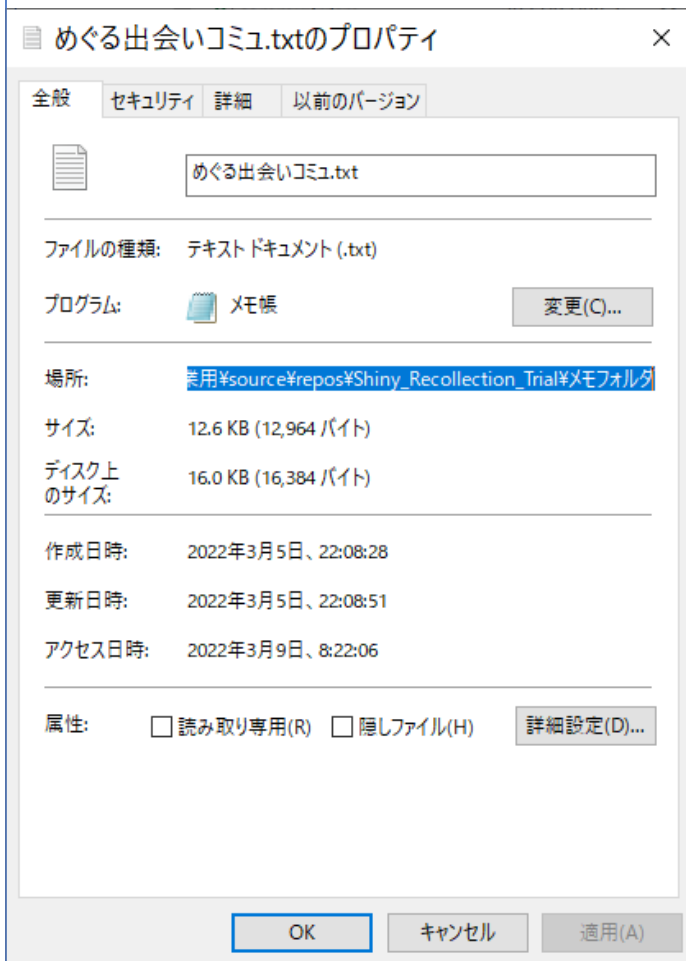 めぐる出会いコミュ.txtのプロパティ
全般 セキュリティ 詳細 以前のバージョン
めぐる出会いコミュ.txt
ファイルの種類: テキスト ドキュメント (.txt)
プログラム: メモ帳 変更(C)...
場所: 業用¥source¥repos¥Shiny_Recollection_Trial¥メモフォルダ
サイズ: 12.6 KB (12,964 バイト)
ディスク上
のサイズ: 16.0 KB (16,384 バイト)
作成日時: 2022年3月5日、22:08:28
更新日時: 2022年3月5日、22:08:51
アクセス日時: 2022年3月9日、8:22:06
属性: 読み取り専用(R) 隠しファイル(H) 詳細設定(D)...
OK キャンセル 適用(A)